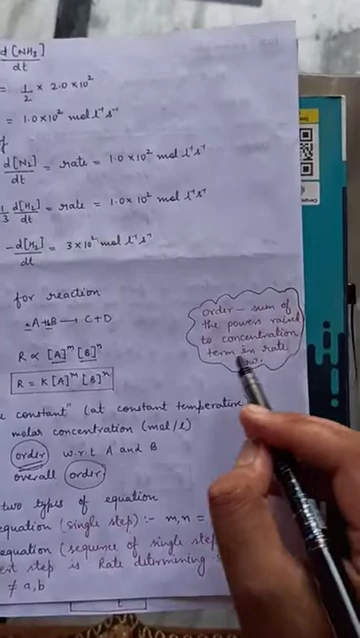 d[NH₃]
dt
= 1/2 × 2.0 × 10²
= 1.0 × 10² mol l⁻¹ s⁻¹
d[N₂]/dt = rate = 1.0 × 10² mol l⁻¹ s⁻¹
1/3 d[H₂]/dt = rate = 1.0 × 10² mol l⁻¹ s⁻¹
-d[H₂]/dt = 3 × 10² mol l⁻¹ s⁻¹
for reaction
aA + bB → C + D
R ∝ [A]ᵐ [B]ⁿ
R = K [A]ᵐ [B]ⁿ
order - sum of
the powers raised
to concentration
term in rate
constant" (at constant temperature
molar concentration (mol/l)
order w.r.t A and B
overall order
two types of equation
equation (single step) :- m, n =
equation (sequence of single step
step is Rate determining
≠ a, b